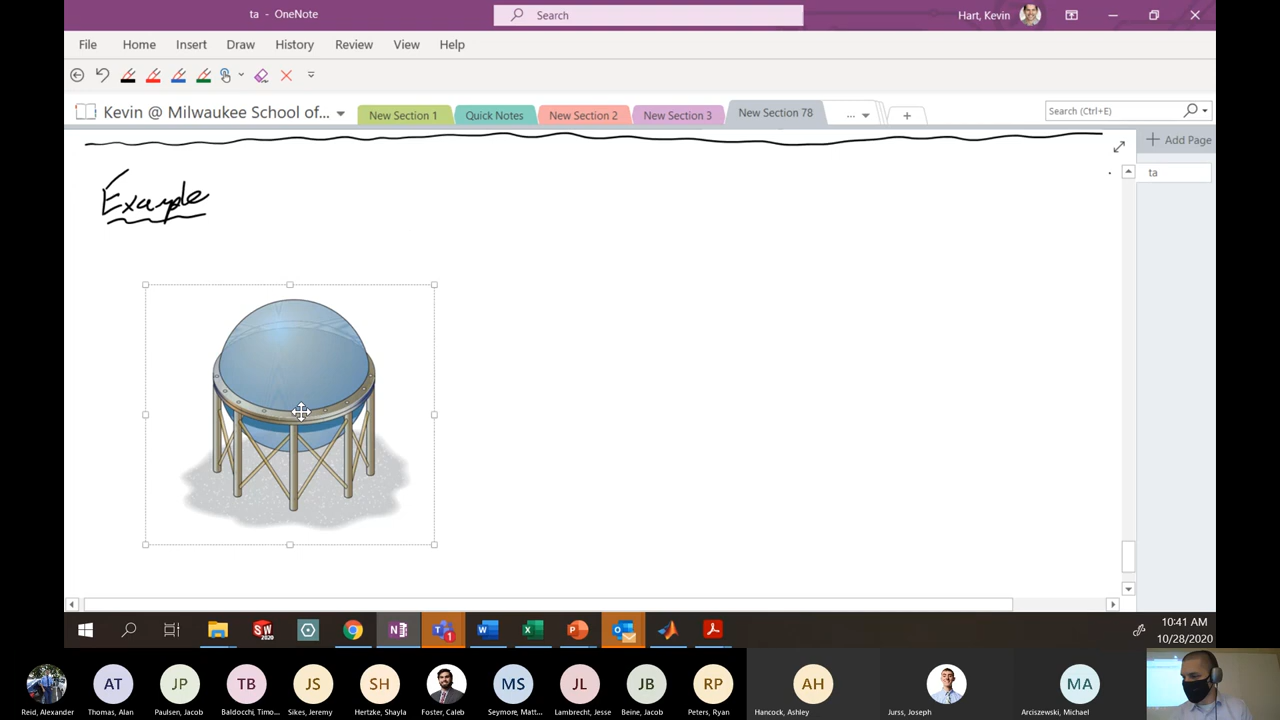 ta - OneNote
Search
Hart, Kevin
File Home Insert Draw History Review View Help
Kevin @ Milwaukee School of...
New Section 1
Quick Notes
New Section 2
New Section 3
New Section 78
...
Search (Ctrl+E)
Add Page
ta
Example
SW
2020
N
1
10:41 AM
10/28/2020
AT
JP
TB
JS
SH
MS
JL
JB
RP
AH
MA
Reid, Alexander
Thomas, Alan
Paulsen, Jacob
Baldocchi, Timo...
Sikes, Jeremy
Hertzke, Shayla
Foster, Caleb
Seymore, Matt...
Lambrecht, Jesse
Beine, Jacob
Peters, Ryan
Hancock, Ashley
Jurss, Joseph
Arciszewski, Michael